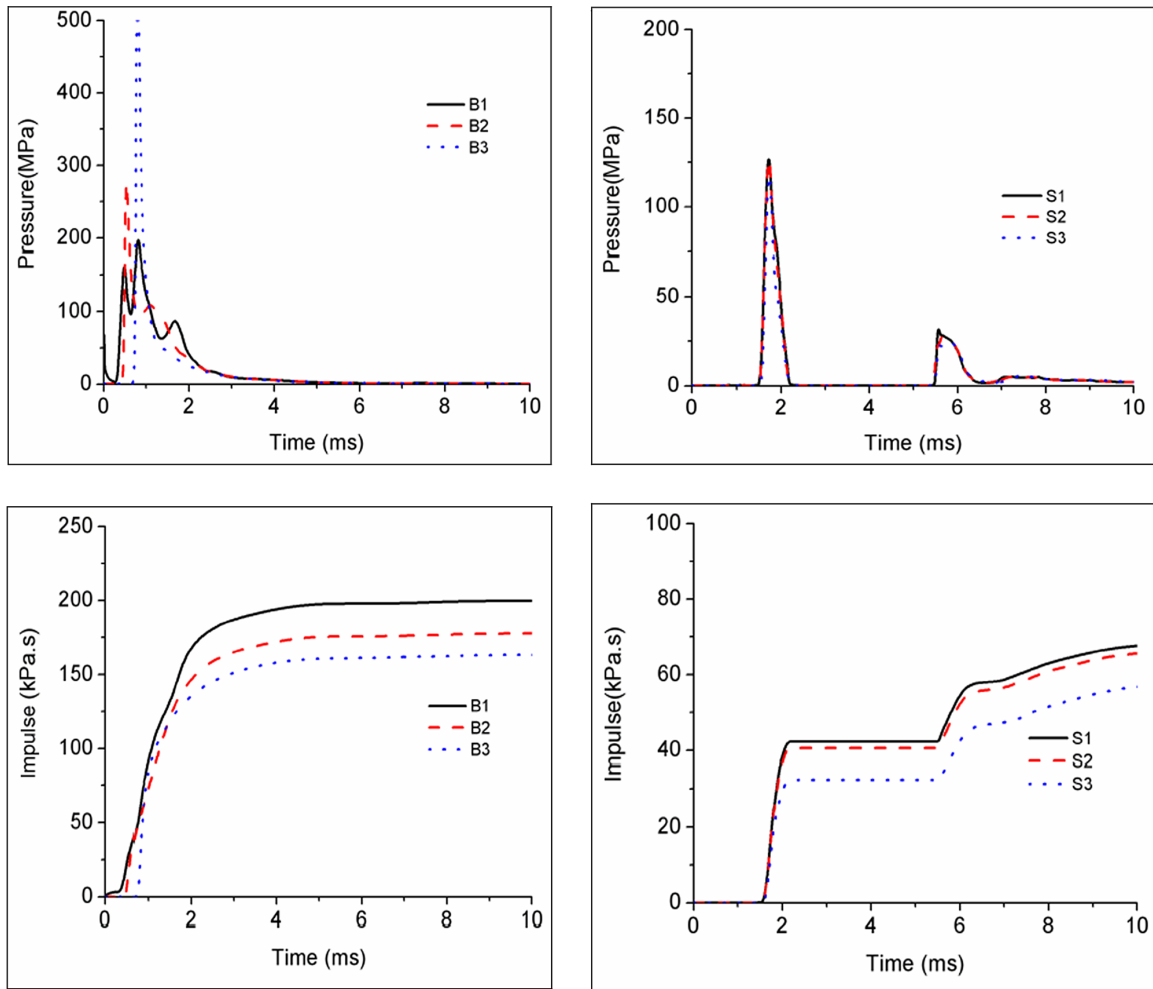 500
400
300
200
100
0
Pressure(MPa)
B1
B2
B3
0 2 4 6 8 10
Time (ms)
200
150
100
50
0
Pressure(MPa)
S1
S2
S3
0 2 4 6 8 10
Time (ms)
250
200
150
100
50
0
Impulse (kPa.s)
B1
B2
B3
0 2 4 6 8 10
Time (ms)
100
80
60
40
20
0
Impulse(kPa.s)
S1
S2
S3
0 2 4 6 8 10
Time (ms)